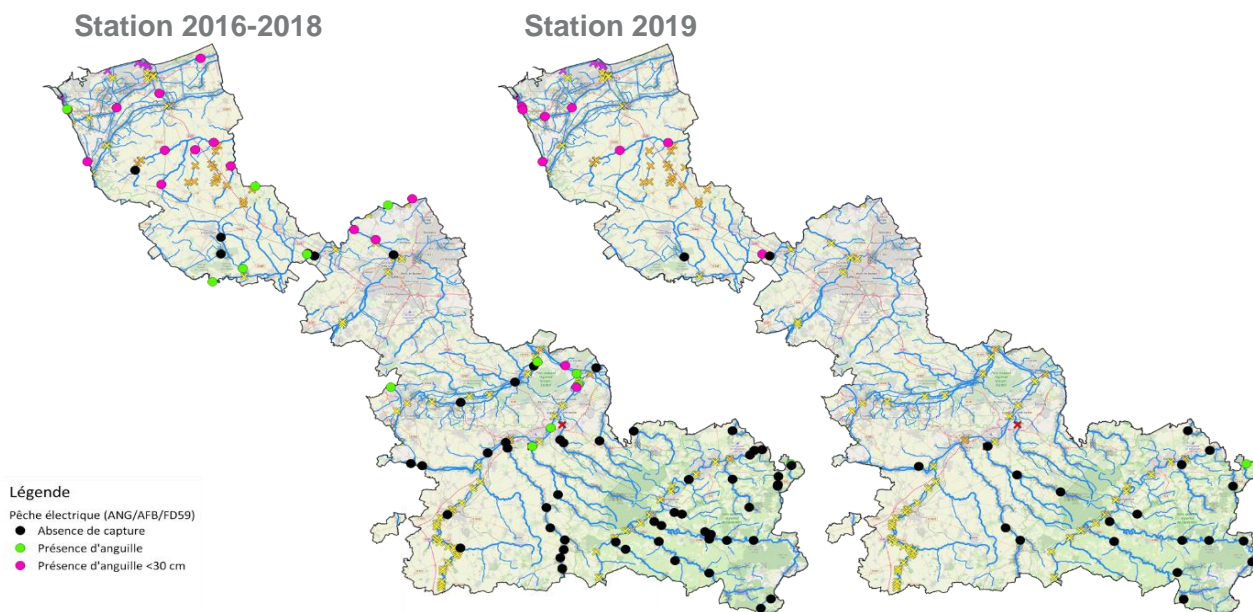 Station 2016-2018
Station 2019
Légende
Pêche électrique (ANG/AFB/FD59)
Absence de capture
Présence d'anguille
Présence d'anguille <30 cm